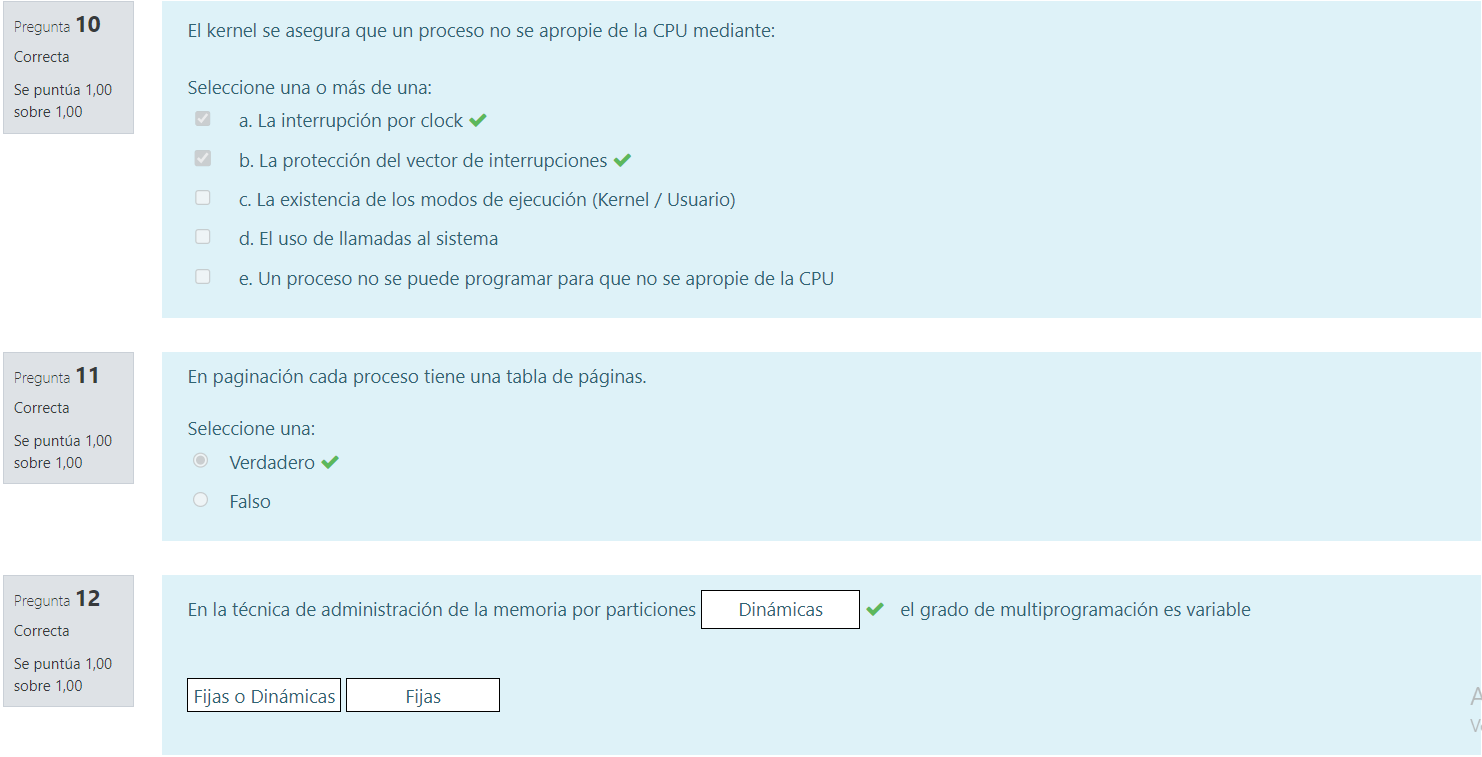 Pregunta 10
Correcta
Se puntúa 1,00
sobre 1,00
El kernel se asegura que un proceso no se apropie de la CPU mediante:
Seleccione una o más de una:
a. La interrupción por clock
b. La protección del vector de interrupciones
c. La existencia de los modos de ejecución (Kernel / Usuario)
d. El uso de llamadas al sistema
e. Un proceso no se puede programar para que no se apropie de la CPU
Pregunta 11
Correcta
Se puntúa 1,00
sobre 1,00
En paginación cada proceso tiene una tabla de páginas.
Seleccione una:
Verdadero
Falso
Pregunta 12
Correcta
Se puntúa 1,00
sobre 1,00
En la técnica de administración de la memoria por particiones Dinámicas el grado de multiprogramación es variable
Fijas o Dinámicas Fijas